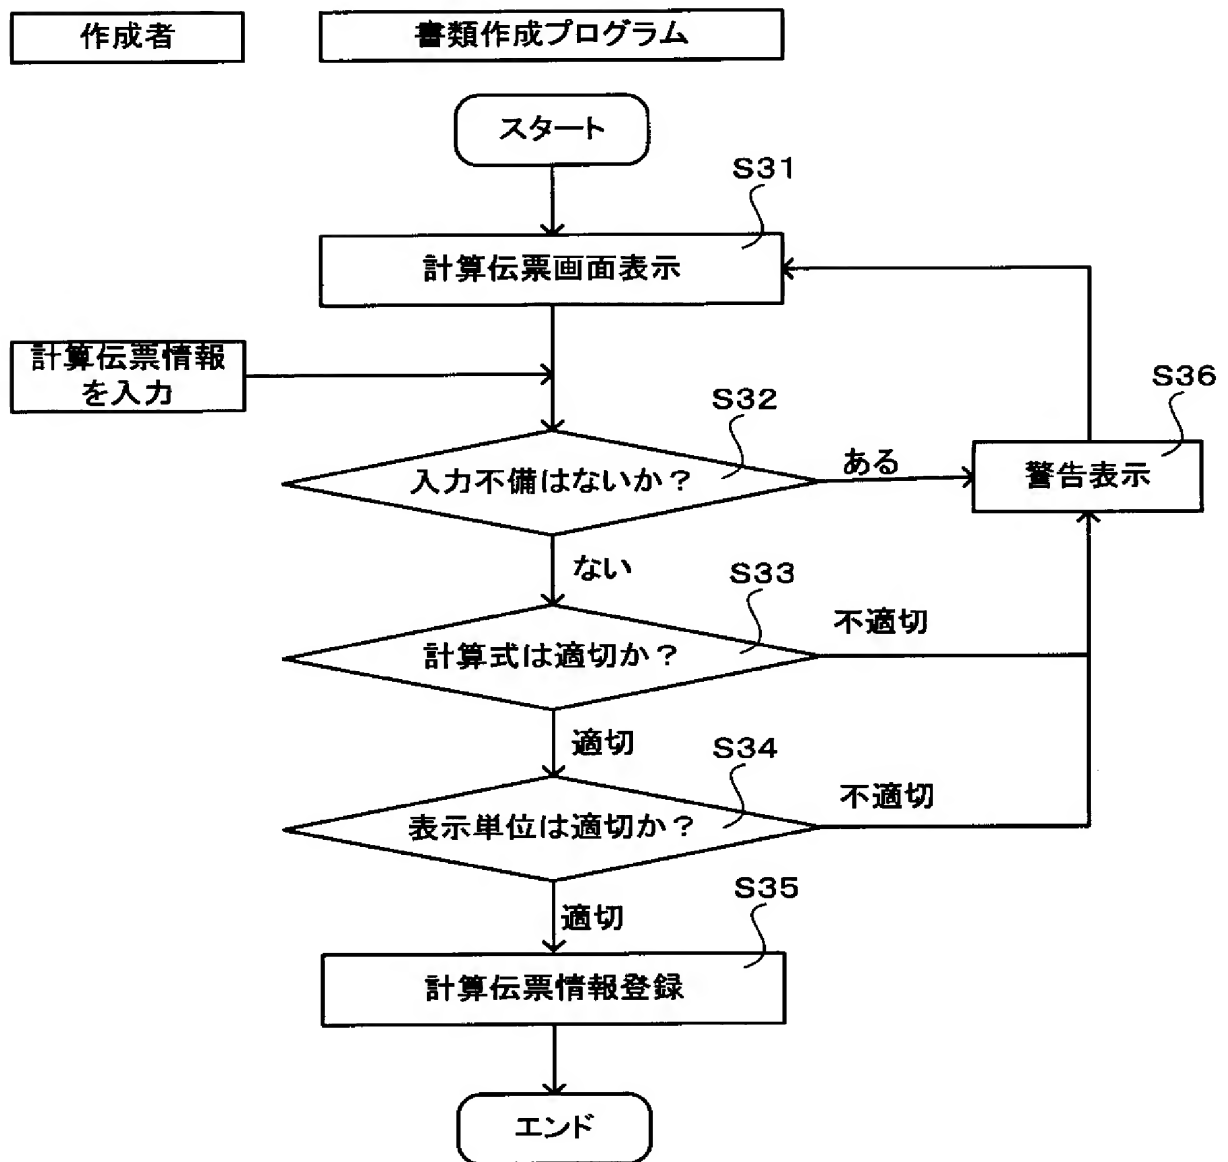 作成者
書類作成プログラム
スタート
S31
計算伝票画面表示
計算伝票情報
を入力
S32
S36
入力不備はないか？
ある
警告表示
ない
S33
計算式は適切か？
不適切
適切
S34
表示単位は適切か？
不適切
S35
適切
計算伝票情報登録
エンド